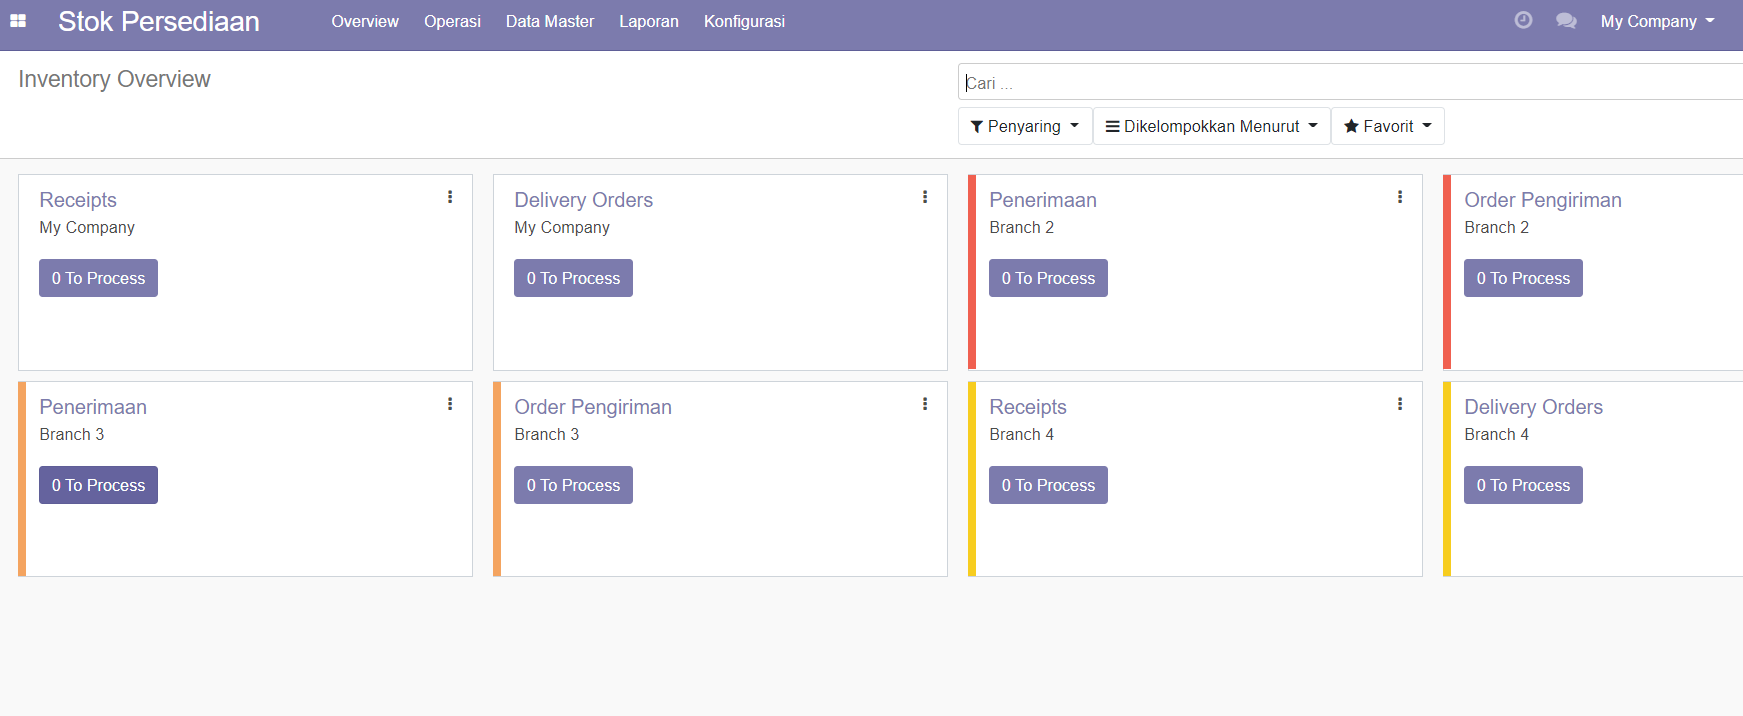 Stok Persediaan Overview Operasi Data Master Laporan Konfigurasi My Company
Inventory Overview
Cari ...
Penyaring Dikelompokkan Menurut Favorit
Receipts
My Company
0 To Process
Delivery Orders
My Company
0 To Process
Penerimaan
Branch 2
0 To Process
Order Pengiriman
Branch 2
0 To Process
Penerimaan
Branch 3
0 To Process
Order Pengiriman
Branch 3
0 To Process
Receipts
Branch 4
0 To Process
Delivery Orders
Branch 4
0 To Process